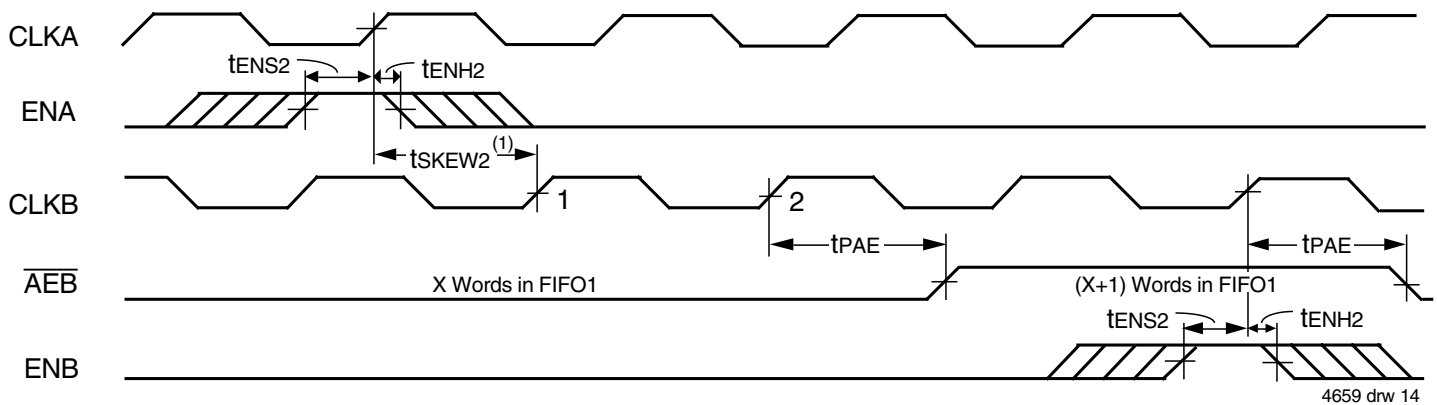 CLKA
tENS2 tENH2
ENA
tSKEW2 (1)
CLKB 1 2
tPAE tPAE
AEB X Words in FIFO1 (X+1) Words in FIFO1
tENS2 tENH2
ENB
4659 drw 14